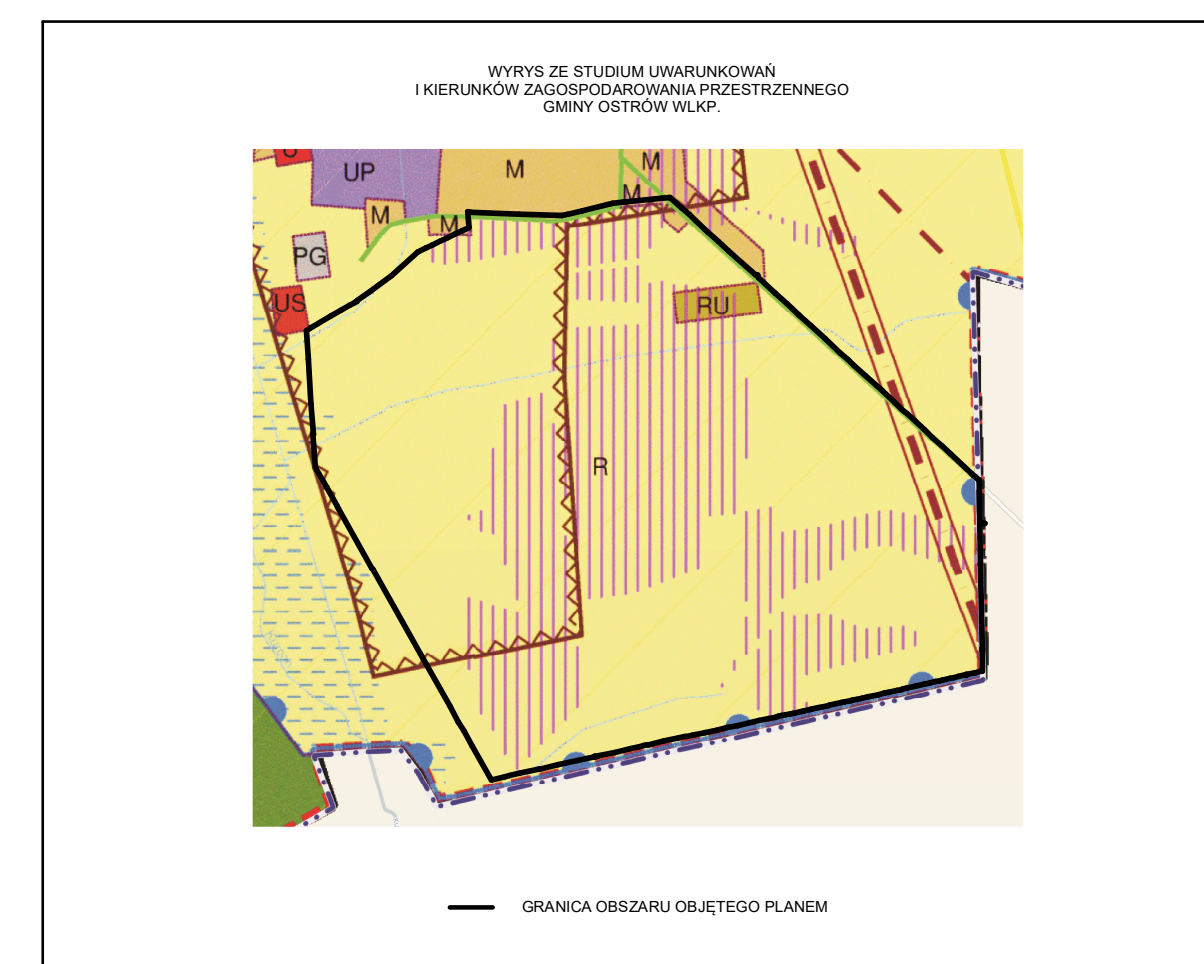 WYRYS ZE STUDIUM UWARUNKOWAŃ
I KIERUNKÓW ZAGOSPODAROWANIA PRZESTRZENNEGO
GMINY OSTRÓW WLKP.
UP
M
M
M
M
M
PG
US
RU
R
GRANICA OBSZARU OBJĘTEGO PLANEM